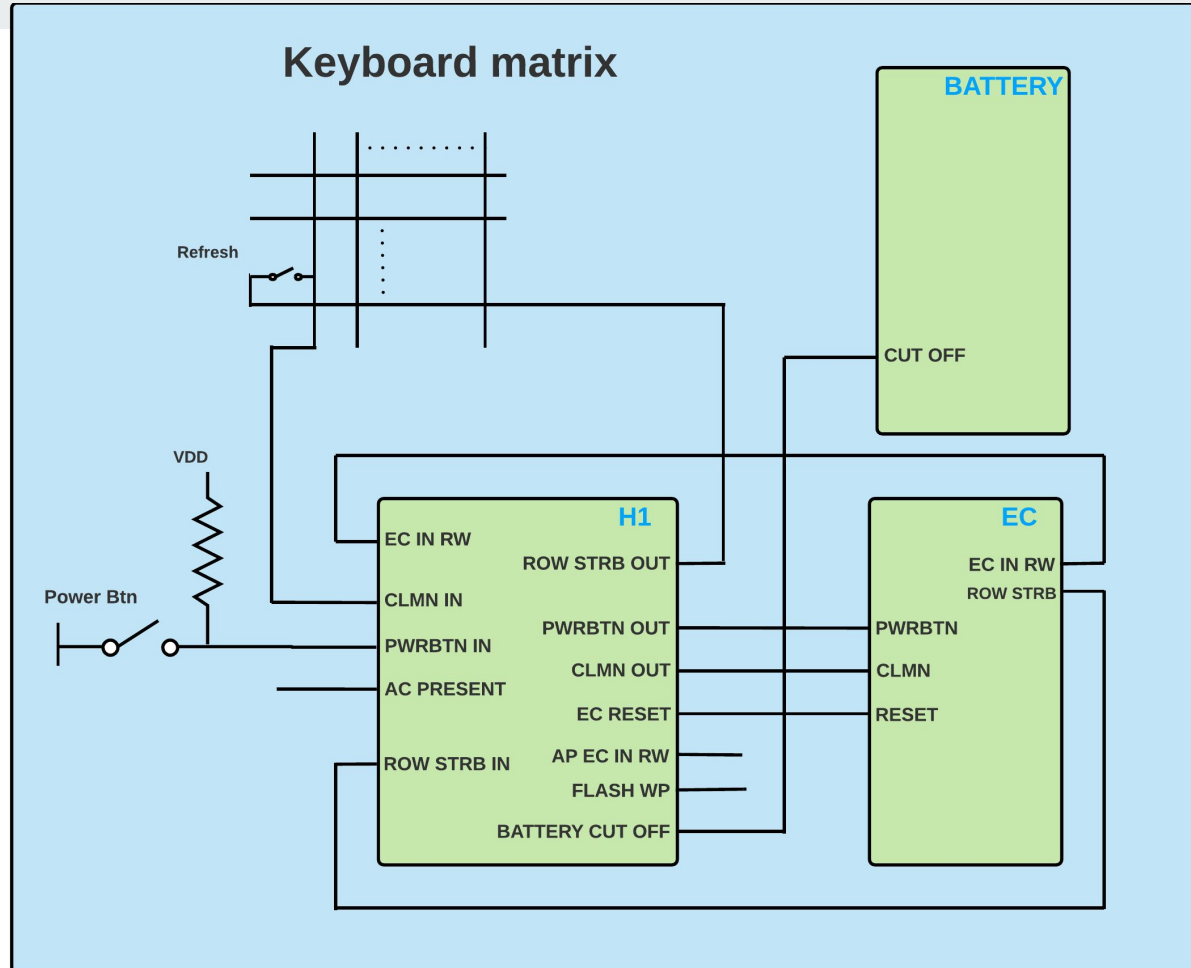 Keyboard matrix
BATTERY
Refresh
CUT OFF
VDD
Power Btn
H1
EC IN RW
ROW STRB OUT
CLMN IN
PWRBTN OUT
PWRBTN IN
CLMN OUT
AC PRESENT
EC RESET
AP EC IN RW
ROW STRB IN
FLASH WP
BATTERY CUT OFF
EC
EC IN RW
ROW STRB
PWRBTN
CLMN
RESET